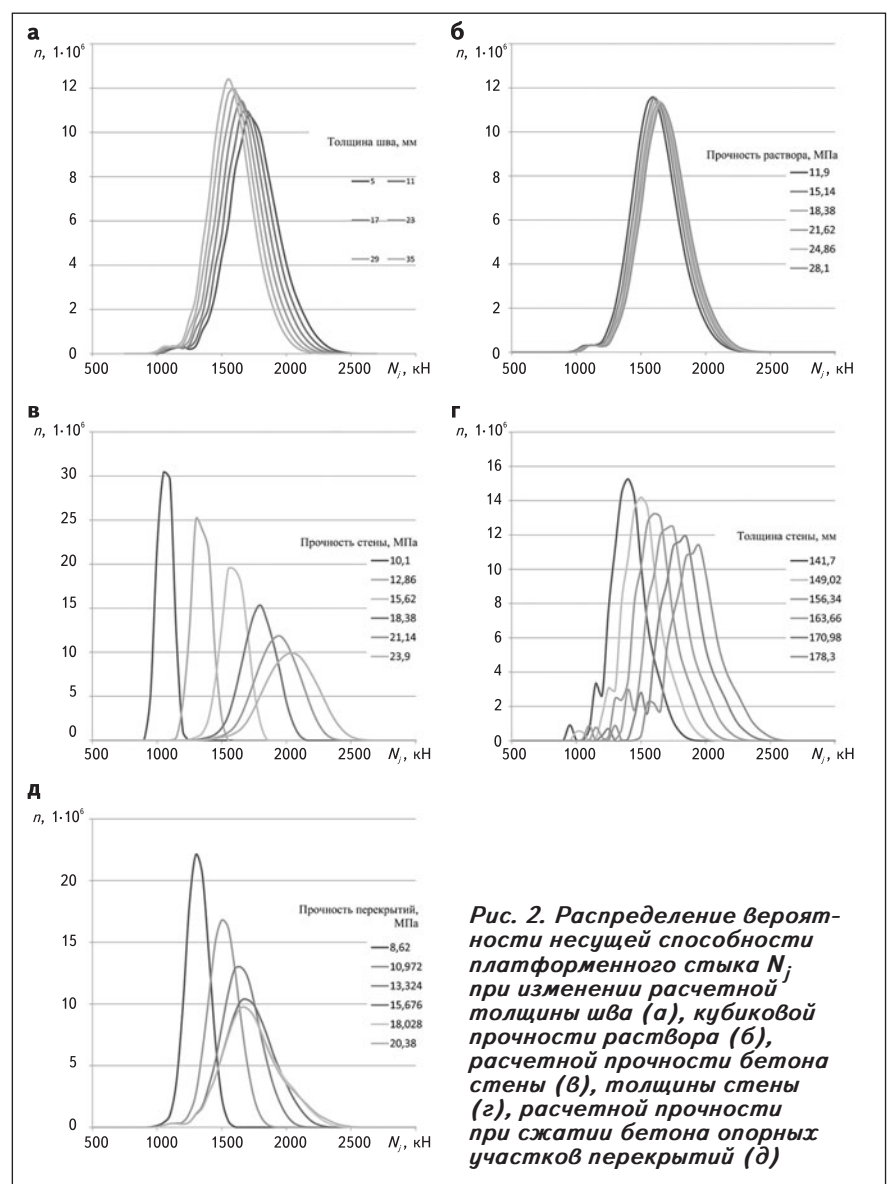 а
n, 1·10⁶
12
10
8
6
4
2
0
500 1000 1500 2000 2500 Nj, кН
Толщина шва, мм
5 11
17 23
29 35
б
n, 1·10⁶
12
10
8
6
4
2
0
500 1000 1500 2000 2500 Nj, кН
Прочность раствора, МПа
11,9
15,14
18,38
21,62
24,86
28,1
в
n, 1·10⁶
30
25
20
15
10
5
0
500 1000 1500 2000 2500 Nj, кН
Прочность стены, МПа
10,1
12,86
15,62
18,38
21,14
23,9
г
n, 1·10⁶
16
14
12
10
8
6
4
2
0
500 1000 1500 2000 2500 Nj, кН
Толщина стены, мм
141,7
149,02
156,34
163,66
170,98
178,3
д
n, 1·10⁶
20
15
10
5
0
500 1000 1500 2000 2500 Nj, кН
Прочность перекрытий,
МПа
8,62
10,972
13,324
15,676
18,028
20,38
Рис. 2. Распределение вероят-
ности несущей способности
платформенного стыка Nj
при изменении расчетной
толщины шва (а), кубиковой
прочности раствора (б),
расчетной прочности бетона
стены (в), толщины стены
(г), расчетной прочности
при сжатии бетона опорных
участков перекрытий (д)